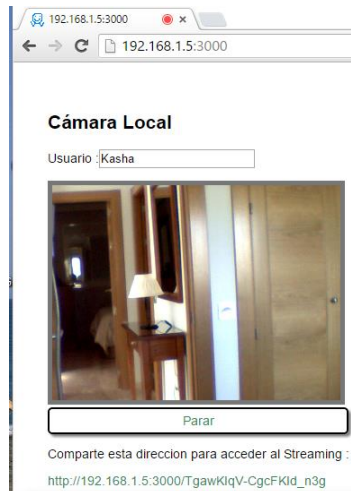 192.168.1.5:3000
192.168.1.5:3000
Cámara Local
Usuario :Kasha
Parar
Comparte esta direccion para acceder al Streaming :
http://192.168.1.5:3000/TgawKlqV-CgcFKld_n3g